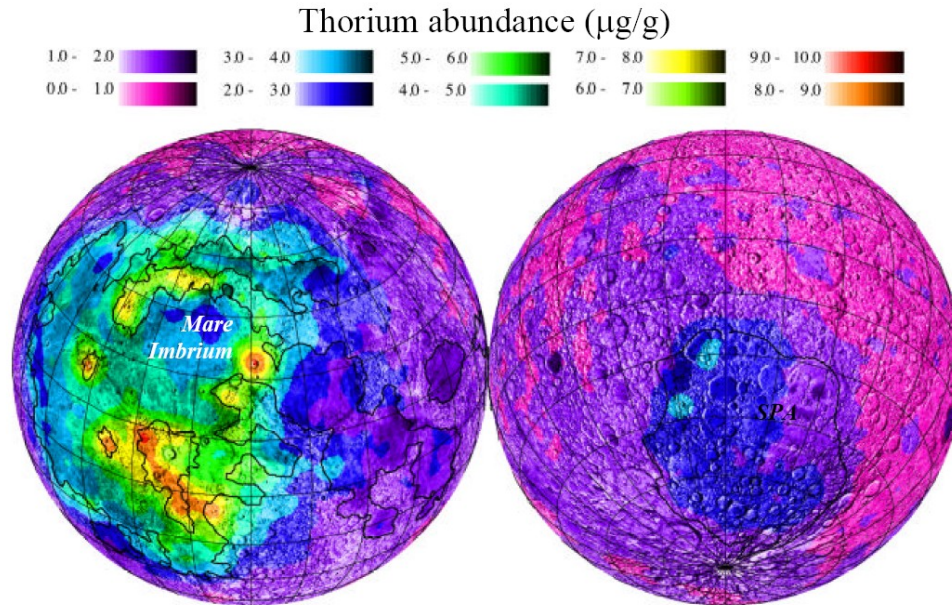 Thorium abundance (μg/g)
1.0 - 2.0 3.0 - 4.0 5.0 - 6.0 7.0 - 8.0 9.0 - 10.0
0.0 - 1.0 2.0 - 3.0 4.0 - 5.0 6.0 - 7.0 8.0 - 9.0
Mare
Imbrium
SPA